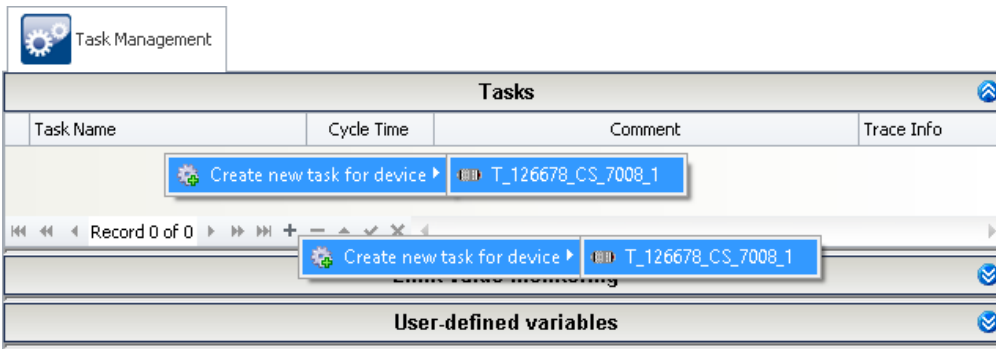 Task Management
Tasks
Task Name Cycle Time Comment Trace Info
Create new task for device T_126678_CS_7008_1
Record 0 of 0
Create new task for device T_126678_CS_7008_1
monitoring
User-defined variables